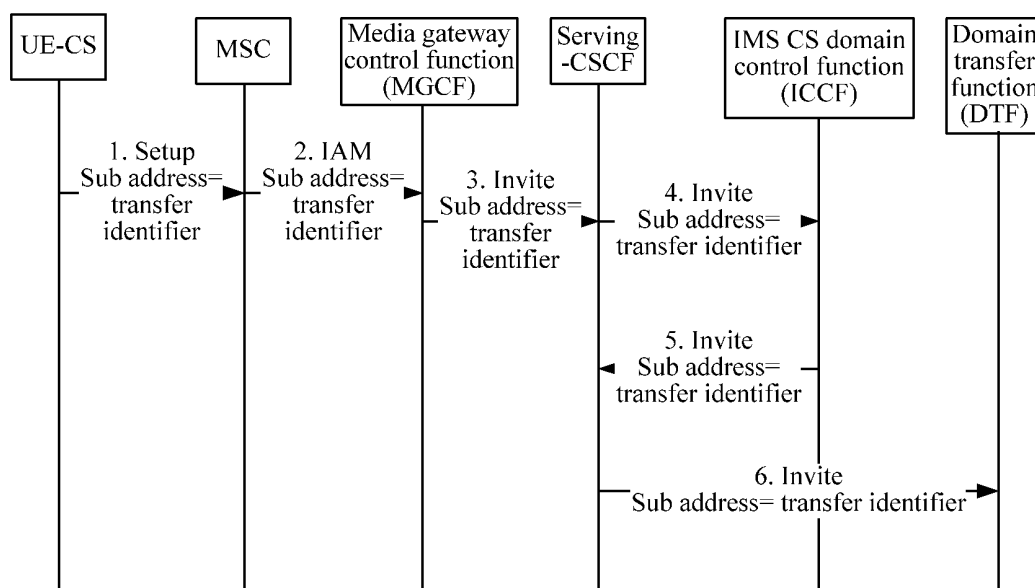 UE-CS
MSC
Media gateway
control function
(MGCF)
Serving
-CSCF
IMS CS domain
control function
(ICCF)
Domain
transfer
function
(DTF)
1. Setup
Sub address=
transfer
identifier
2. IAM
Sub address=
transfer
identifier
3. Invite
Sub address=
transfer
identifier
4. Invite
Sub address=
transfer identifier
5. Invite
Sub address=
transfer identifier
6. Invite
Sub address= transfer identifier